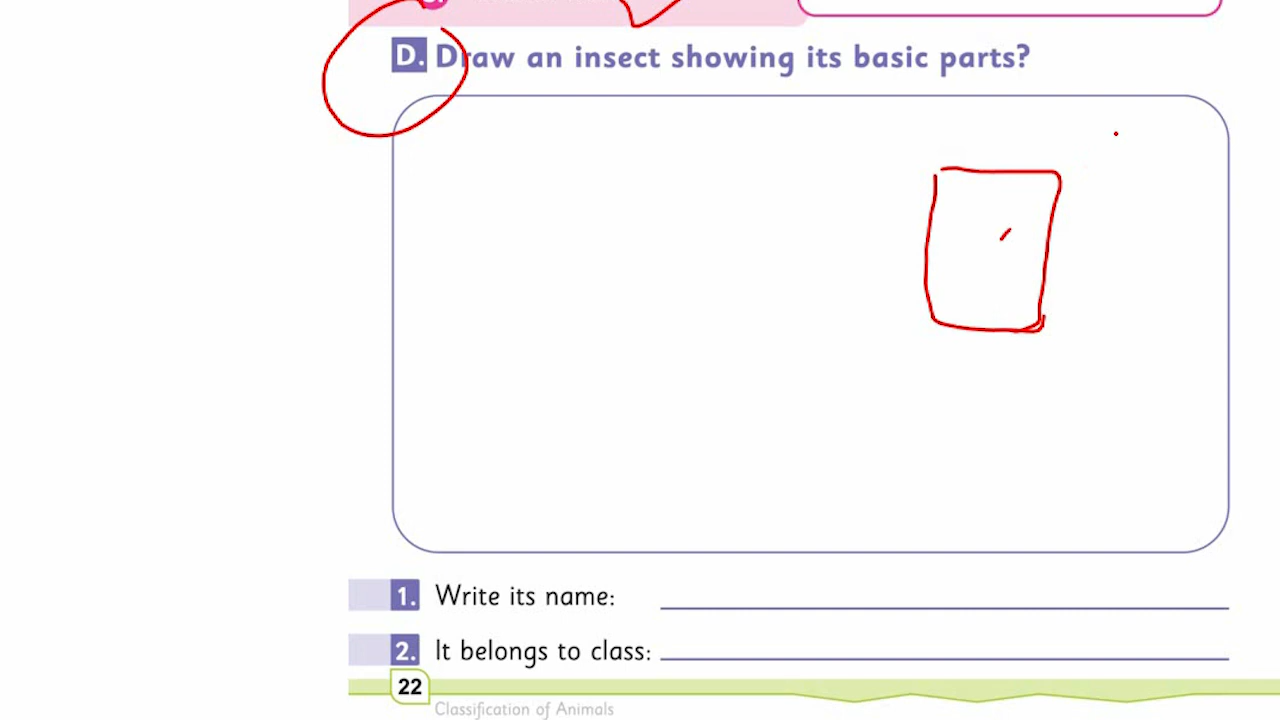 D. Draw an insect showing its basic parts?
1. Write its name:
2. It belongs to class:
22
Classification of Animals